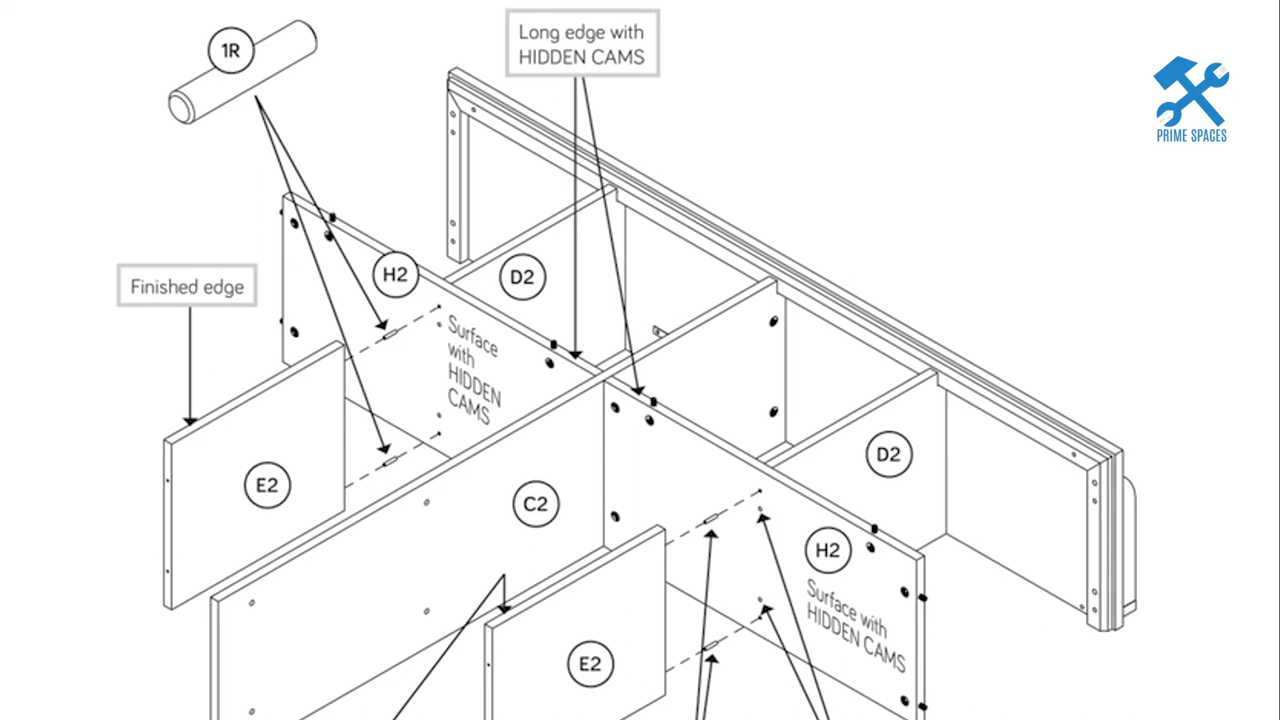 1R
Long edge with
HIDDEN CAMS
PRIME SPACES
H2
D2
Finished edge
Surface
with
HIDDEN
CAMS
D2
E2
C2
H2
Surface with
HIDDEN CAMS
E2